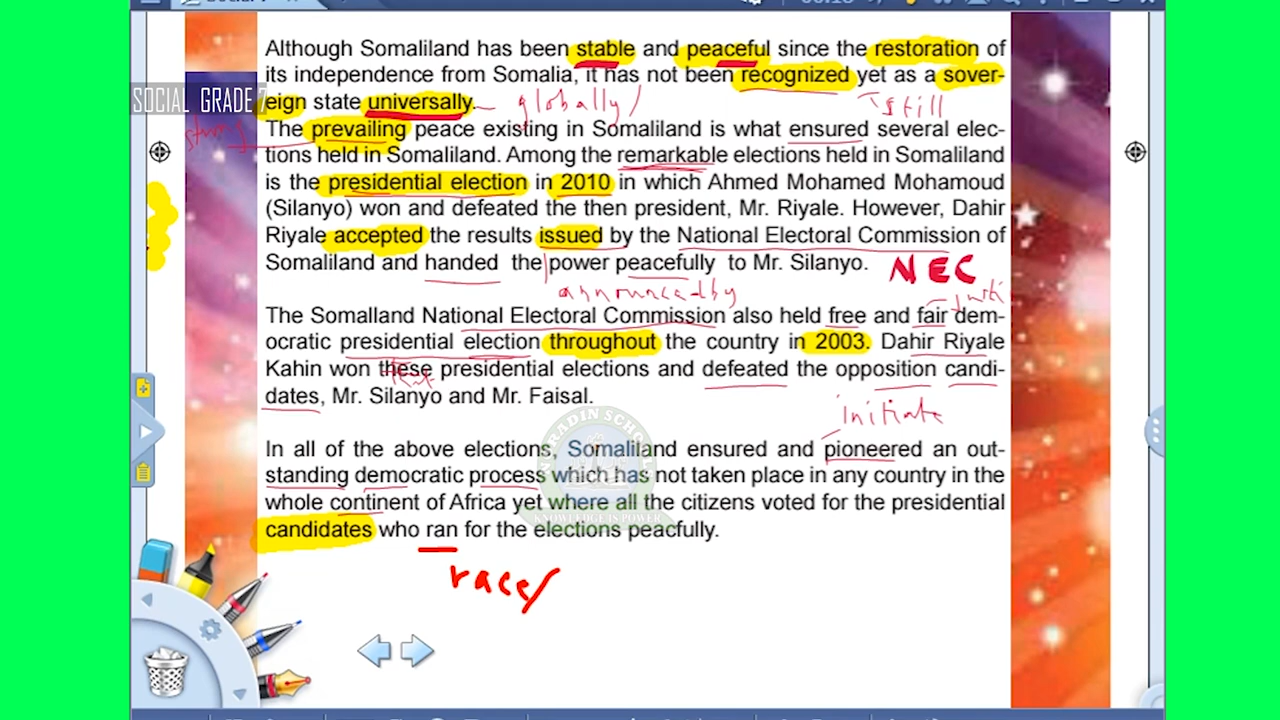 SOCIAL GRADE 7
Although Somaliland has been stable and peaceful since the restoration of
its independence from Somalia, it has not been recognized yet as a sover-
eign state universally.
globally
still
strong
The prevailing peace existing in Somaliland is what ensured several elec-
tions held in Somaliland. Among the remarkable elections held in Somaliland
is the presidential election in 2010 in which Ahmed Mohamed Mohamoud
(Silanyo) won and defeated the then president, Mr. Riyale. However, Dahir
Riyale accepted the results issued by the National Electoral Commission of
Somaliland and handed the power peacefully to Mr. Silanyo.
NEC
announced by
The Somalland National Electoral Commission also held free and fair dem-
ocratic presidential election throughout the country in 2003. Dahir Riyale
Kahin won these presidential elections and defeated the opposition candi-
dates, Mr. Silanyo and Mr. Faisal.
initiate
In all of the above elections, Somaliland ensured and pioneered an out-
standing democratic process which has not taken place in any country in the
whole continent of Africa yet where all the citizens voted for the presidential
candidates who ran for the elections peacfully.
KNOWLEDGE IS POWER
race